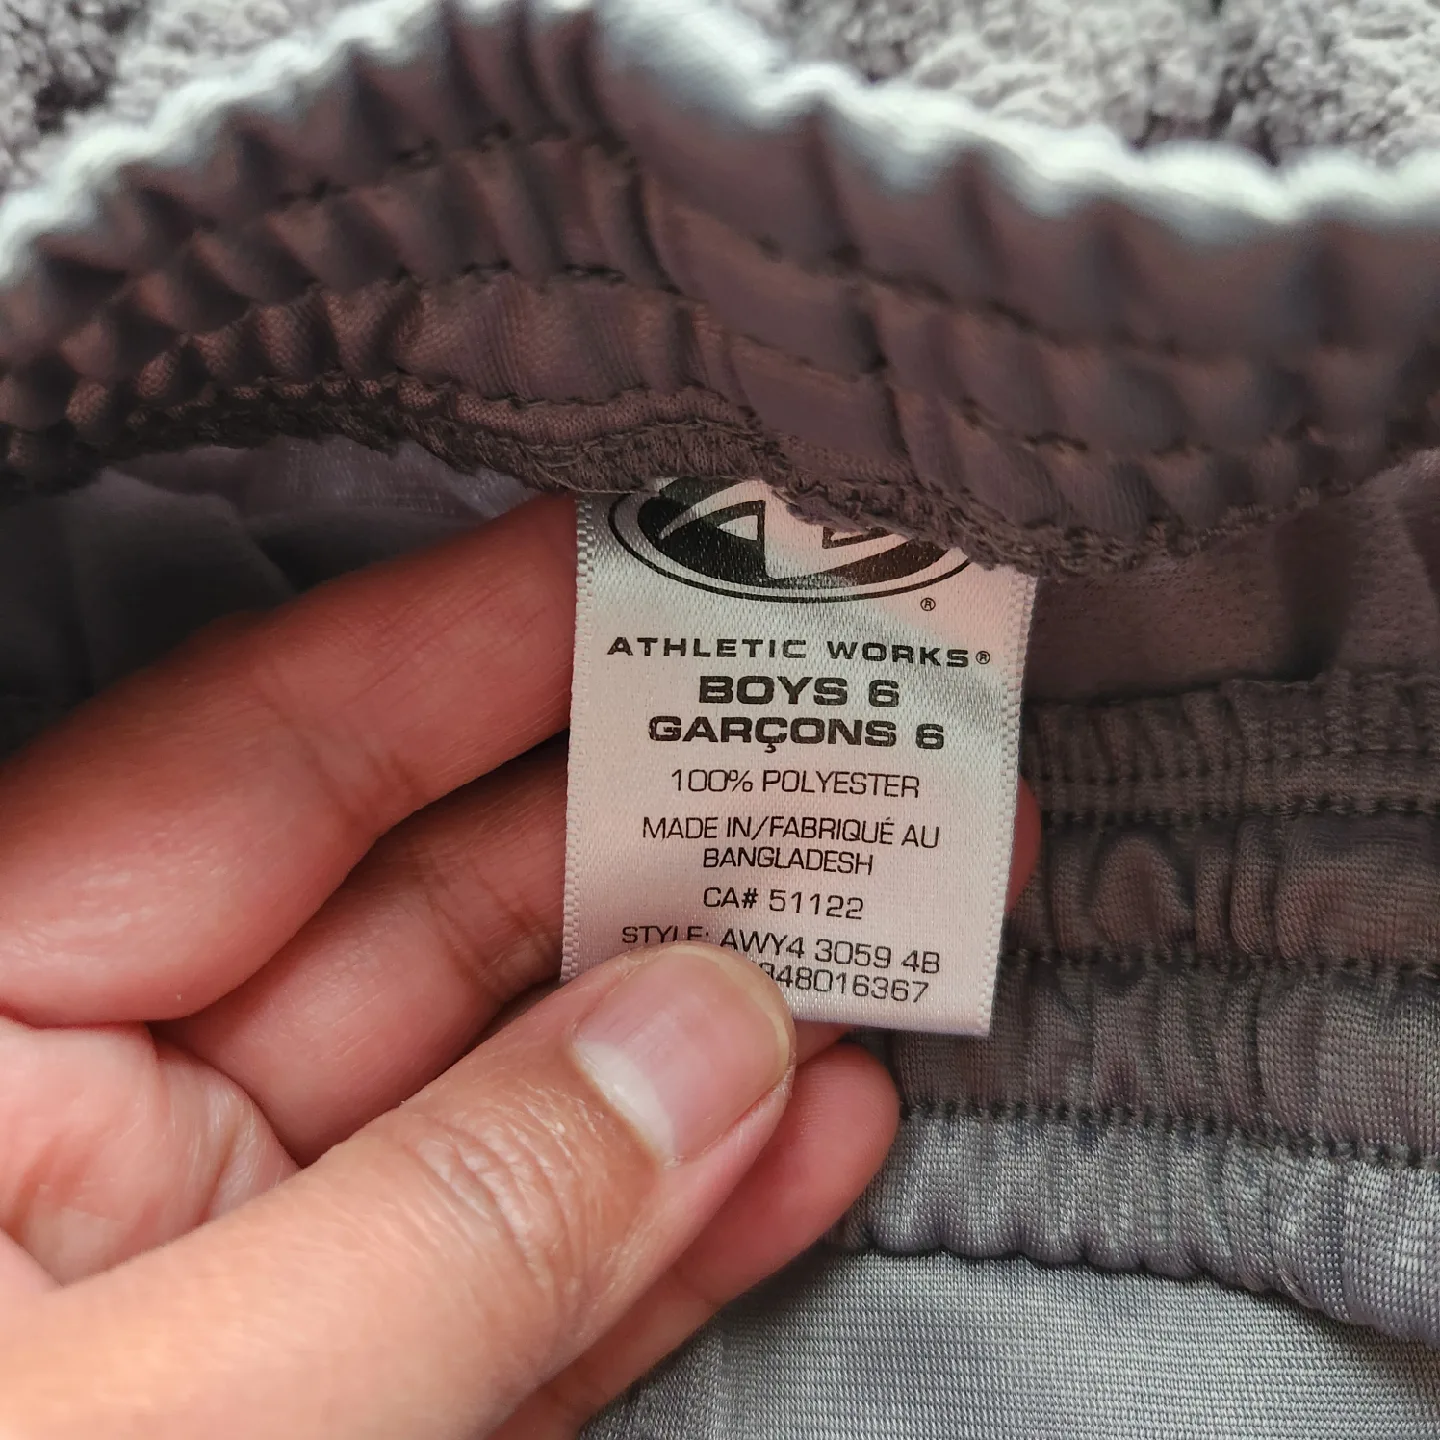 ®
ATHLETIC WORKS®
BOYS 6
GARÇONS 6
100% POLYESTER
MADE IN/FABRIQUÉ AU
BANGLADESH
CA# 51122
STYLE: AWY4 3059 4B
48016367